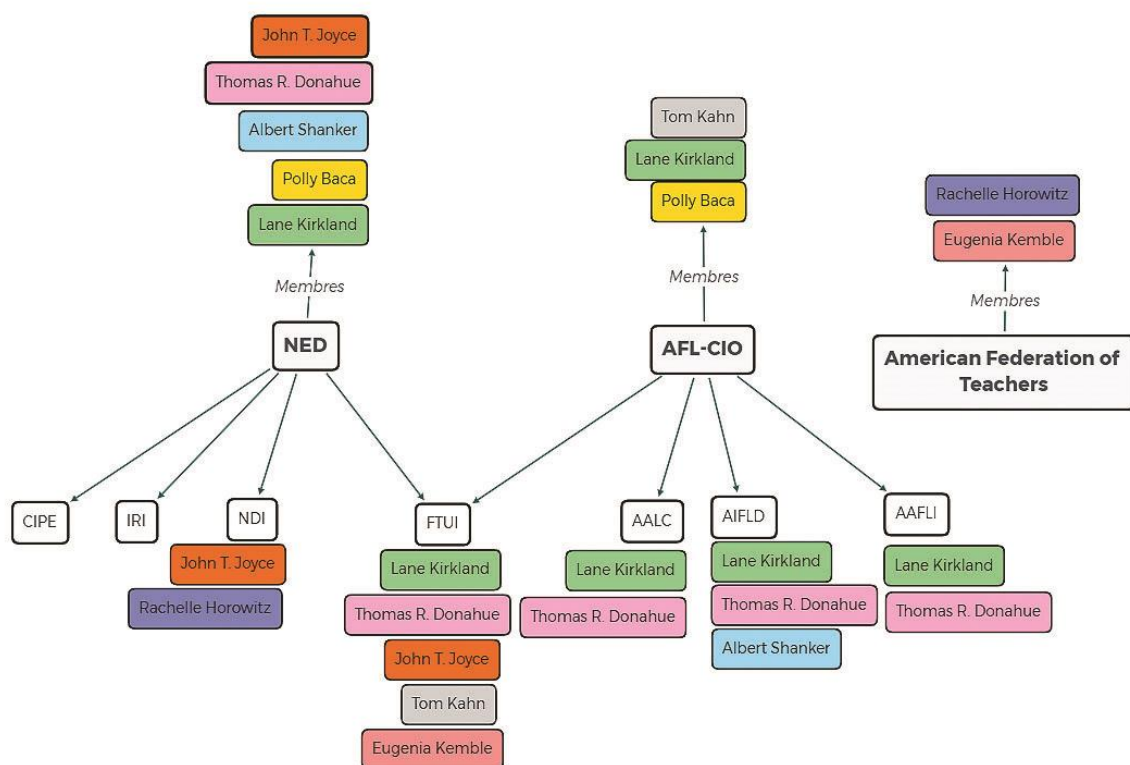 John T. Joyce
Thomas R. Donahue
Albert Shanker
Polly Baca
Lane Kirkland
Membres
NED
Tom Kahn
Lane Kirkland
Polly Baca
Membres
AFL-CIO
Rachelle Horowitz
Eugenia Kemble
Membres
American Federation of
Teachers
CIPE
IRI
NDI
John T. Joyce
Rachelle Horowitz
FTUI
Lane Kirkland
Thomas R. Donahue
John T. Joyce
Tom Kahn
Eugenia Kemble
AALC
Lane Kirkland
Thomas R. Donahue
AIFLD
Lane Kirkland
Thomas R. Donahue
Albert Shanker
AAFLI
Lane Kirkland
Thomas R. Donahue